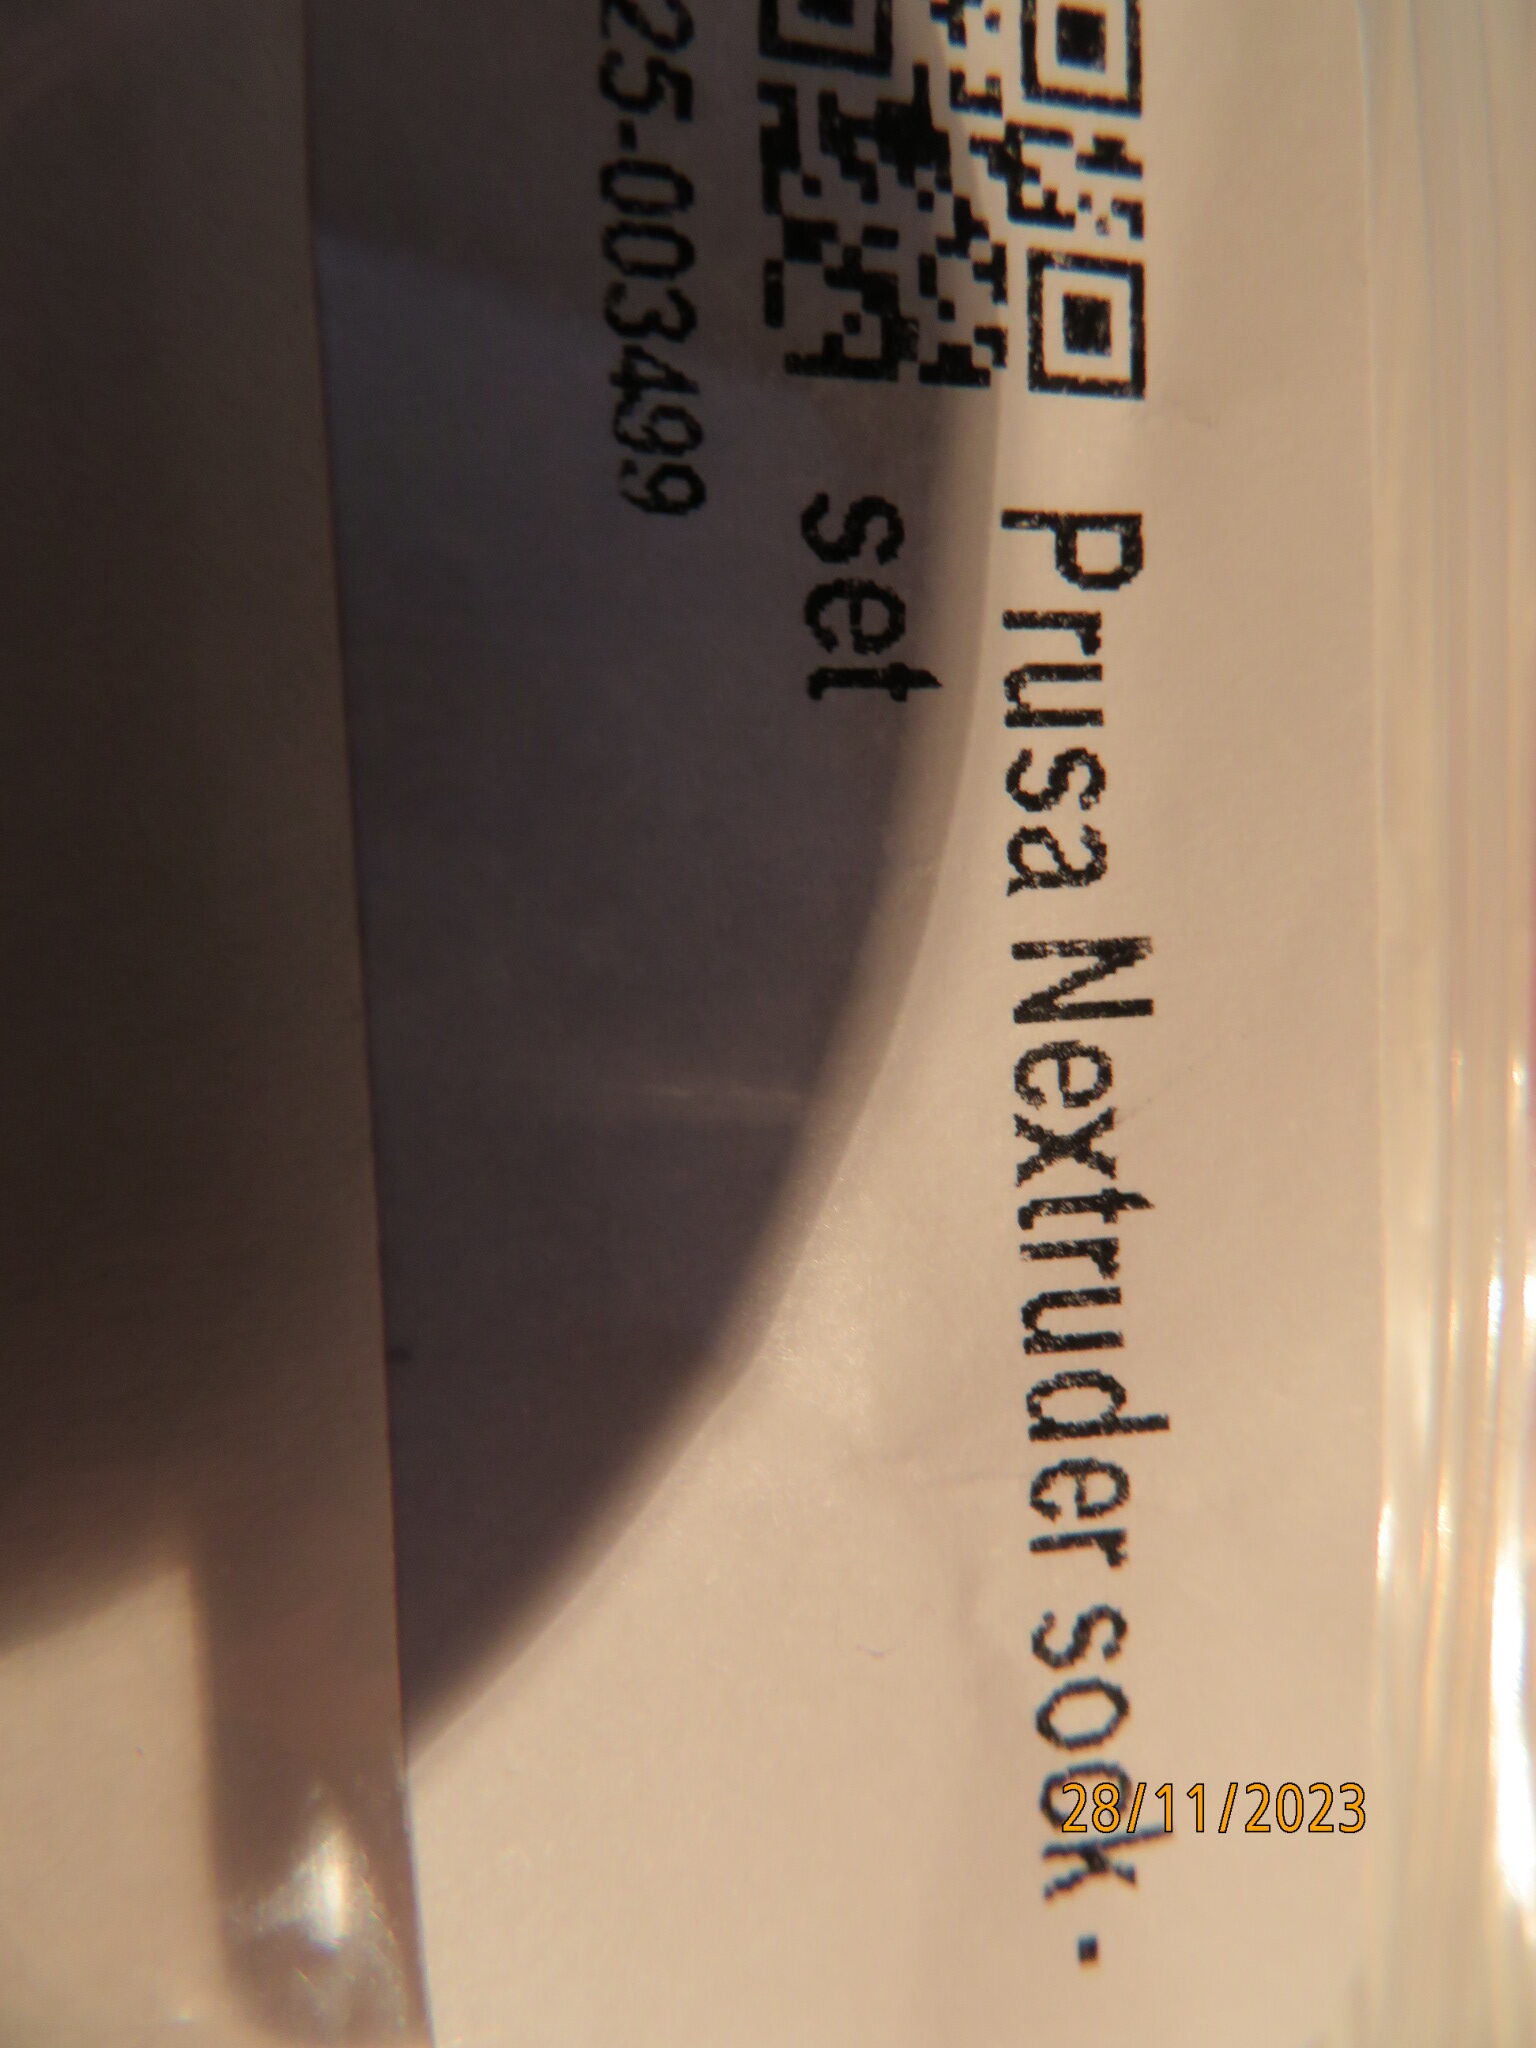 Prusa Nextruder sock -
set
25-003499
28/11/2023